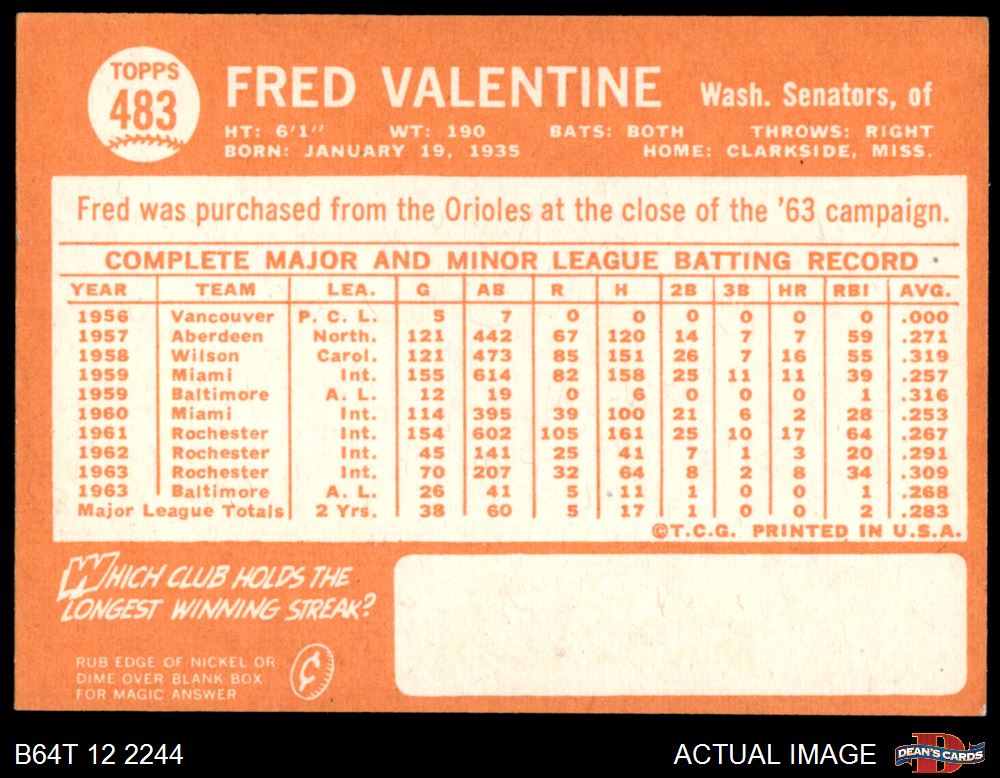 TOPPS
483
FRED VALENTINE Wash. Senators, of
HT: 6'1" WT: 190 BATS: BOTH THROWS: RIGHT
BORN: JANUARY 19, 1935 HOME: CLARKSIDE, MISS.
Fred was purchased from the Orioles at the close of the '63 campaign.
COMPLETE MAJOR AND MINOR LEAGUE BATTING RECORD
YEAR TEAM LEA. G AB R H 2B 3B HR RBI AVG.
1956 Vancouver P. C. L. 5 7 0 0 0 0 0 0 .000
1957 Aberdeen North. 121 442 67 120 14 7 7 59 .271
1958 Wilson Carol. 121 473 85 151 26 7 16 55 .319
1959 Miami Int. 155 614 82 158 25 11 11 39 .257
1959 Baltimore A. L. 12 19 0 6 0 0 0 1 .316
1960 Miami Int. 114 395 39 100 21 6 2 28 .253
1961 Rochester Int. 154 602 105 161 25 10 17 64 .267
1962 Rochester Int. 45 141 25 41 7 1 3 20 .291
1963 Rochester Int. 70 207 32 64 8 2 8 34 .309
1963 Baltimore A. L. 26 41 5 11 1 0 0 1 .268
Major League Totals 2 Yrs. 38 60 5 17 1 0 0 2 .283
©T.C.G. PRINTED IN U.S.A.
WHICH CLUB HOLDS THE
LONGEST WINNING STREAK?
RUB EDGE OF NICKEL OR
DIME OVER BLANK BOX
FOR MAGIC ANSWER
B64T 12 2244
ACTUAL IMAGE
DEAN'S CARDS